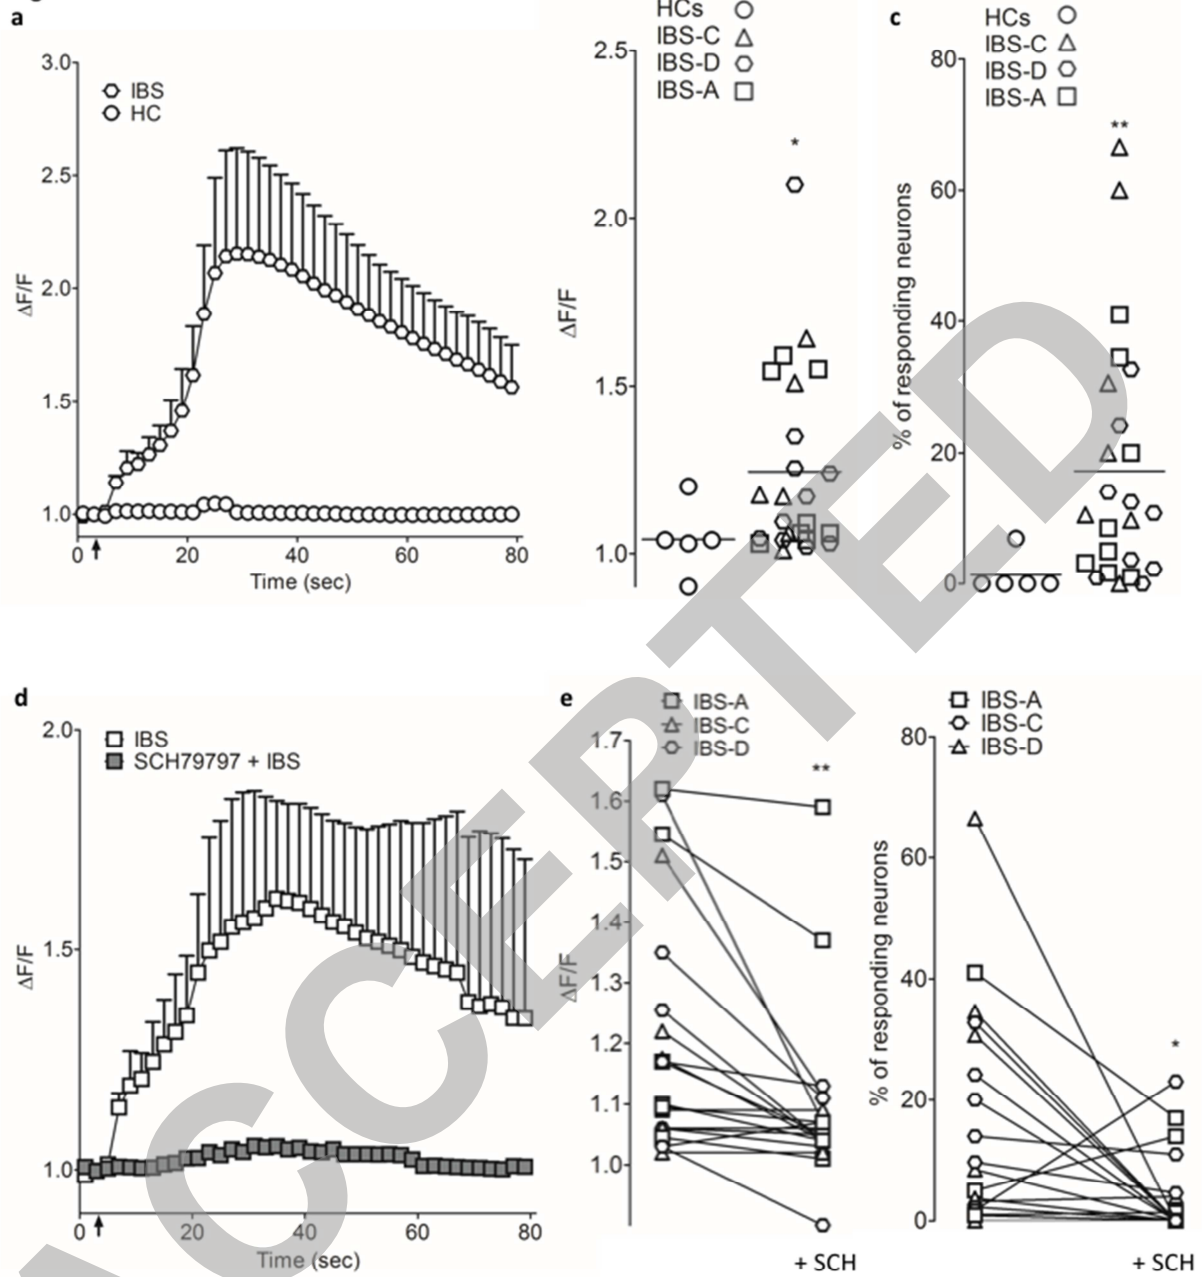 a
3.0
2.5
2.0
1.5
1.0
ΔF/F
IBS
HC
0 20 40 60 80
Time (sec)
HCs
IBS-C
IBS-D
IBS-A
2.5
2.0
1.5
1.0
ΔF/F
*
c
HCs
IBS-C
IBS-D
IBS-A
80
60
40
20
0
% of responding neurons
**
d
2.0
1.5
1.0
ΔF/F
IBS
SCH79797 + IBS
0 20 40 60 80
Time (sec)
e
IBS-A
IBS-C
IBS-D
1.7
1.6
1.5
1.4
1.3
1.2
1.1
1.0
ΔF/F
**
+ SCH
IBS-A
IBS-C
IBS-D
80
60
40
20
0
% of responding neurons
*
+ SCH
ACCEPTED